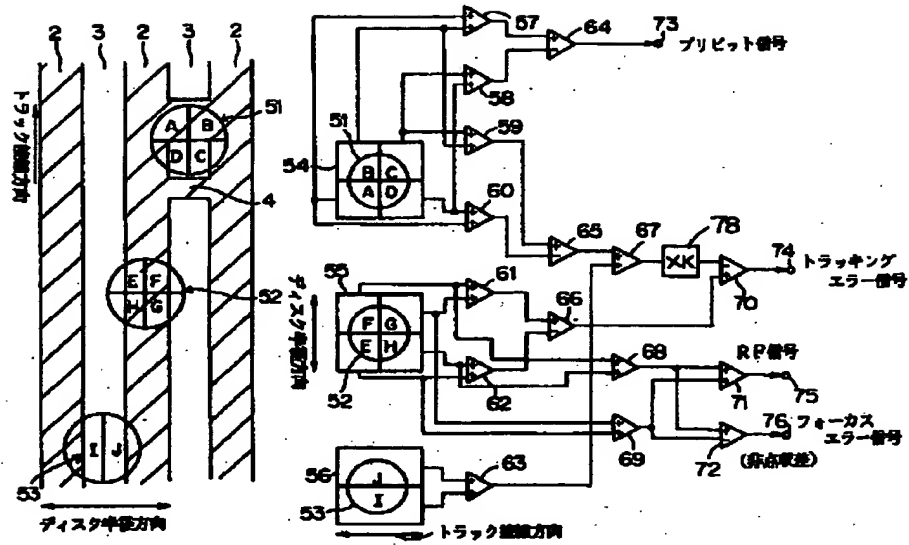 2 3 2 3 2
トラック接線方向
A B
D C
51
4
E F
H G
52
53
I J
ディスク半径方向
54
51
B C
A D
55
ディスク半径方向
F G
E H
52
56
J
I
53
トラック接線方向
57
58
59
60
61
62
63
64
65
66
67
68
69
70
71
72
78
XK
73
プリピット信号
74
トラッキング
エラー信号
RF信号
75
76
フォーカス
エラー信号
(非点収差)